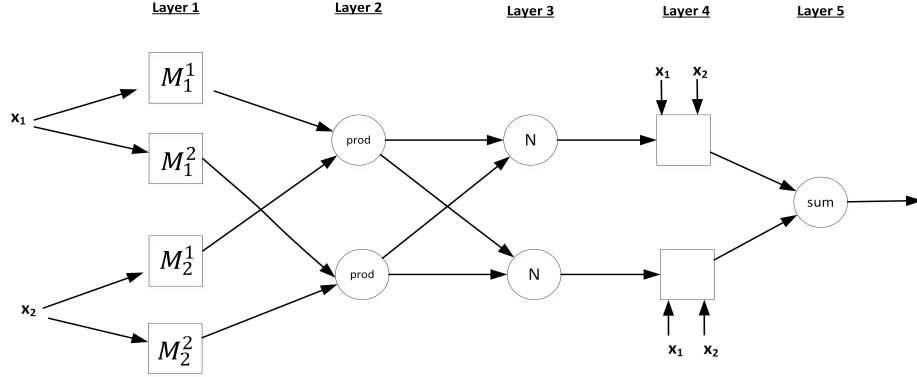 Layer 1 Layer 2 Layer 3 Layer 4 Layer 5
x₁ x₂
M₁¹
x₁
prod N
M₁²
sum
M₂¹
prod N
x₂
M₂²
x₁ x₂